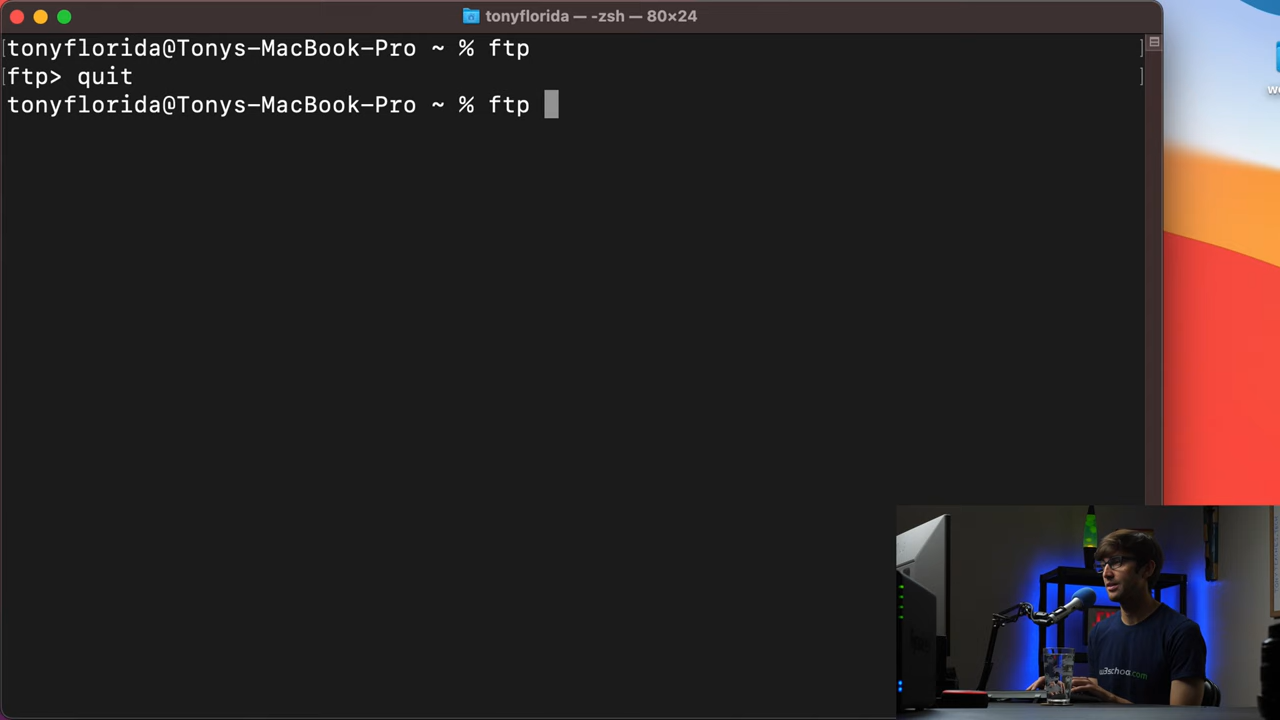 tonyflorida — -zsh — 80×24
[tonyflorida@Tonys-MacBook-Pro ~ % ftp ]
[ftp> quit ]
tonyflorida@Tonys-MacBook-Pro ~ % ftp